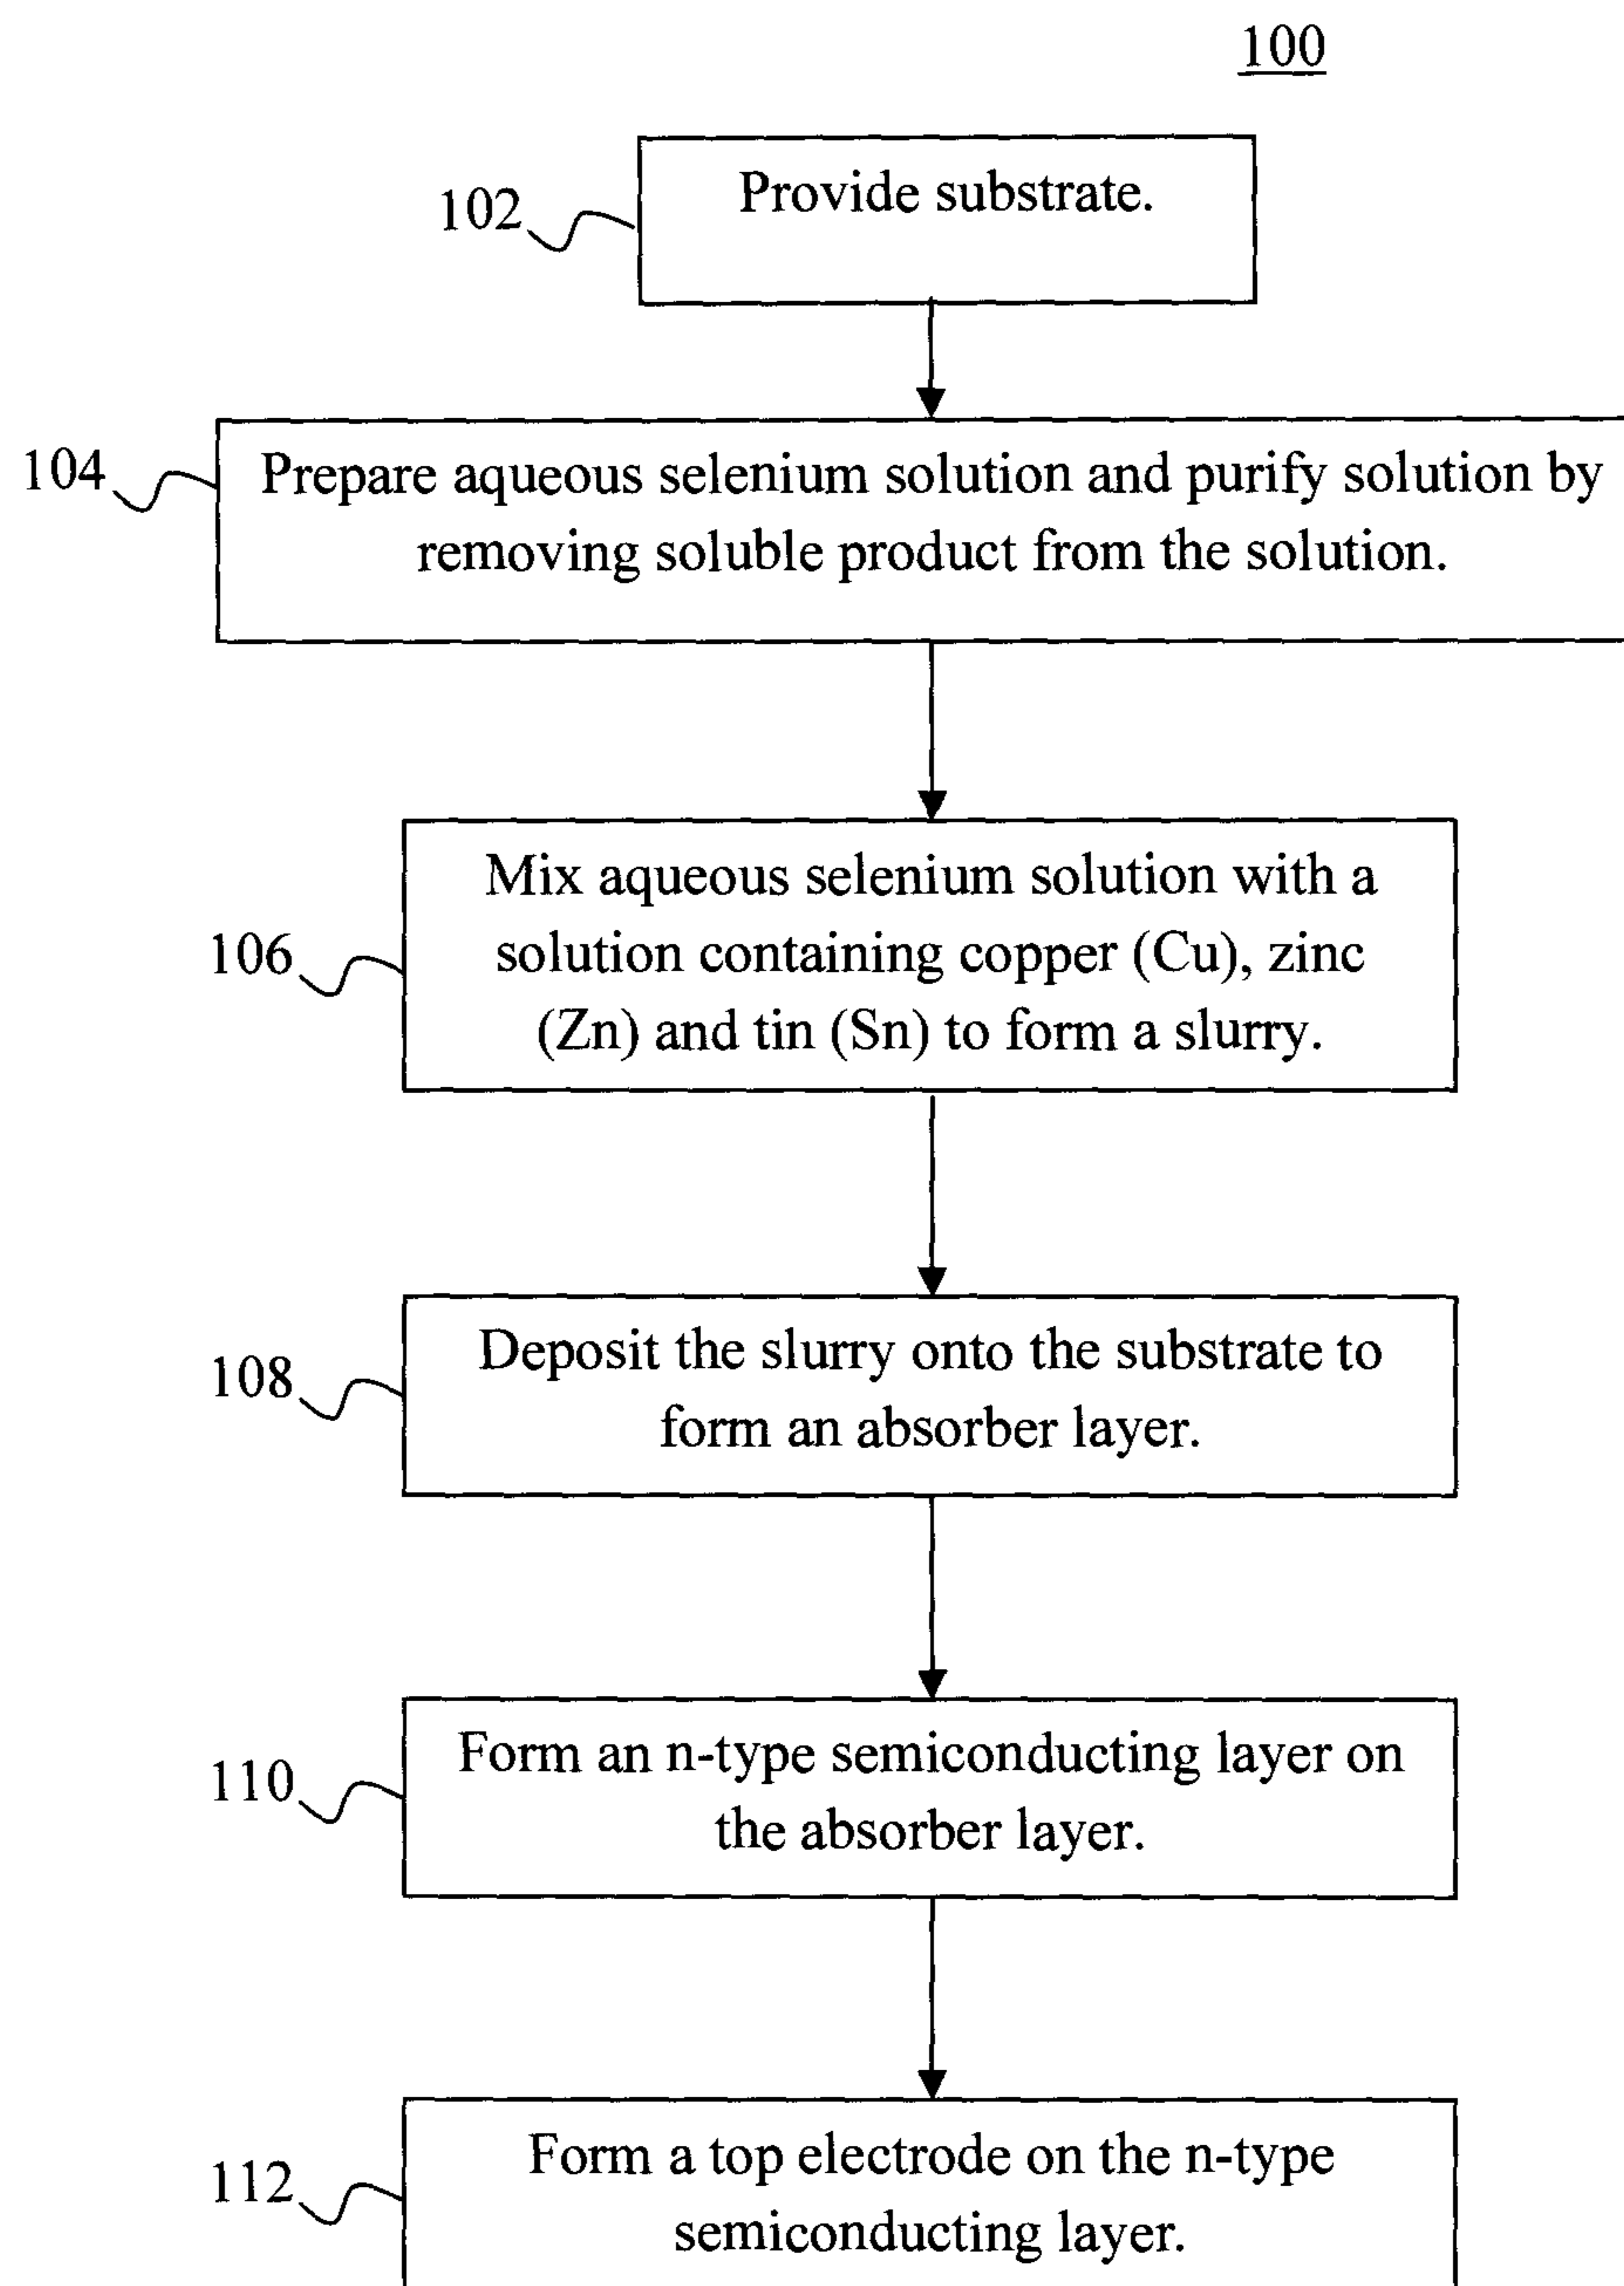 100
102
Provide substrate.
104
Prepare aqueous selenium solution and purify solution by
removing soluble product from the solution.
106
Mix aqueous selenium solution with a
solution containing copper (Cu), zinc
(Zn) and tin (Sn) to form a slurry.
108
Deposit the slurry onto the substrate to
form an absorber layer.
110
Form an n-type semiconducting layer on
the absorber layer.
112
Form a top electrode on the n-type
semiconducting layer.